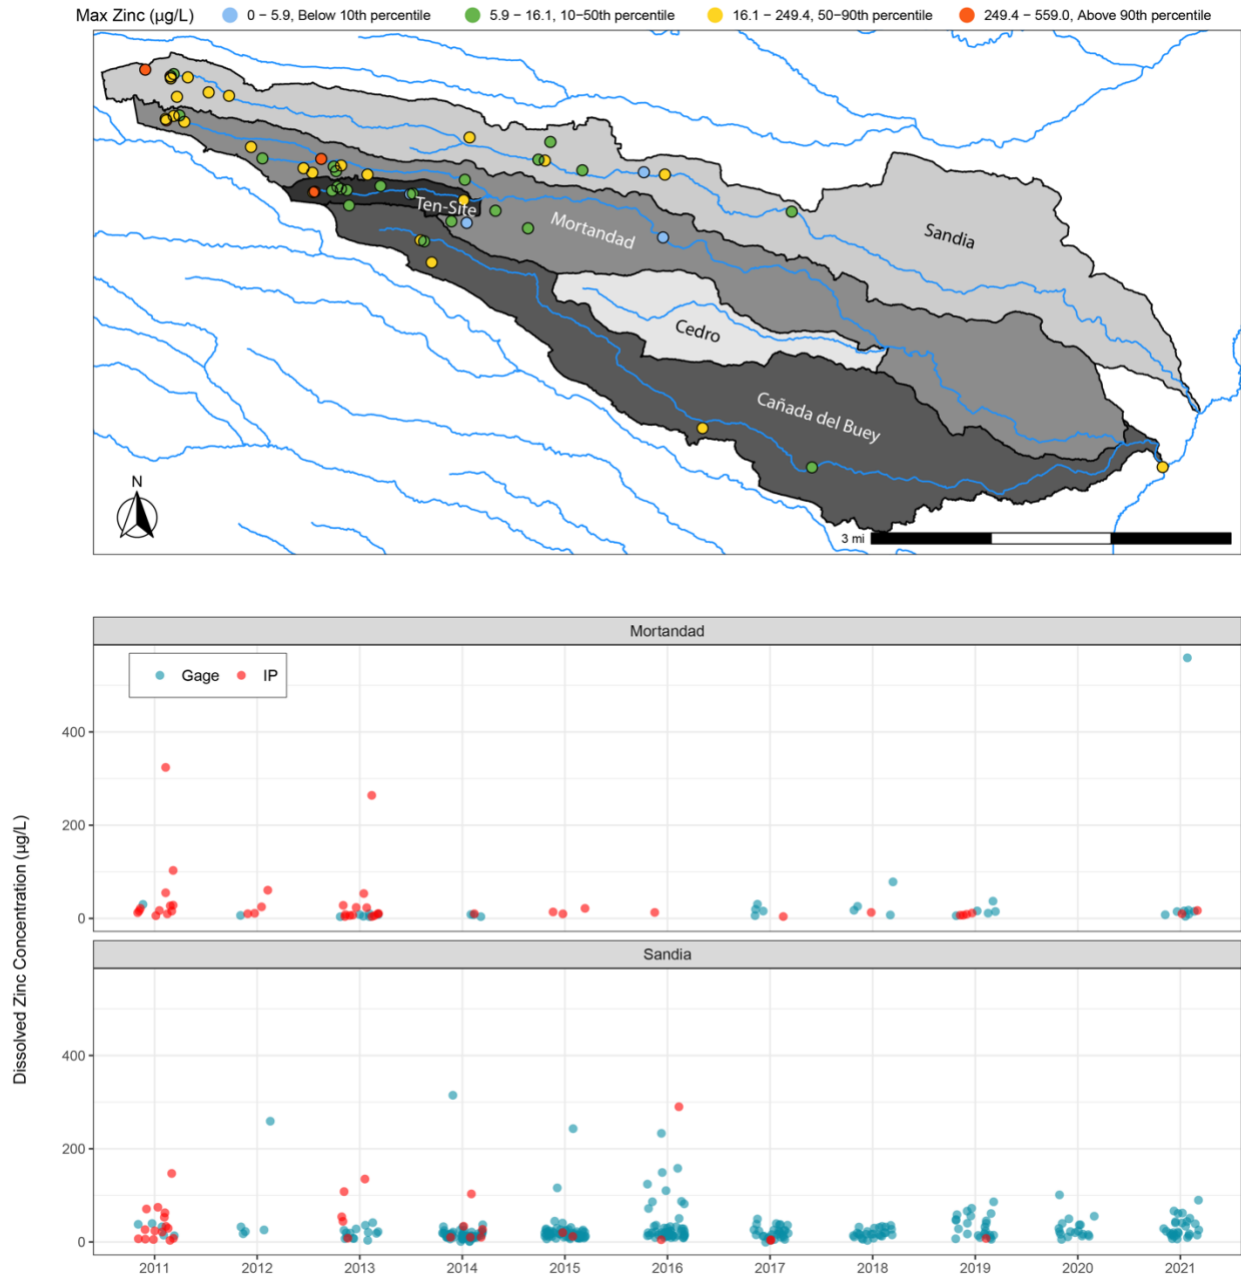 Max Zinc (µg/L) 0 − 5.9, Below 10th percentile 5.9 − 16.1, 10−50th percentile 16.1 − 249.4, 50−90th percentile 249.4 − 559.0, Above 90th percentile
Ten-Site
Mortandad
Sandia
Cedro
Cañada del Buey
N
3 mi
Mortandad
Gage IP
400
200
0
Dissolved Zinc Concentration (µg/L)
Sandia
400
200
0
2011 2012 2013 2014 2015 2016 2017 2018 2019 2020 2021